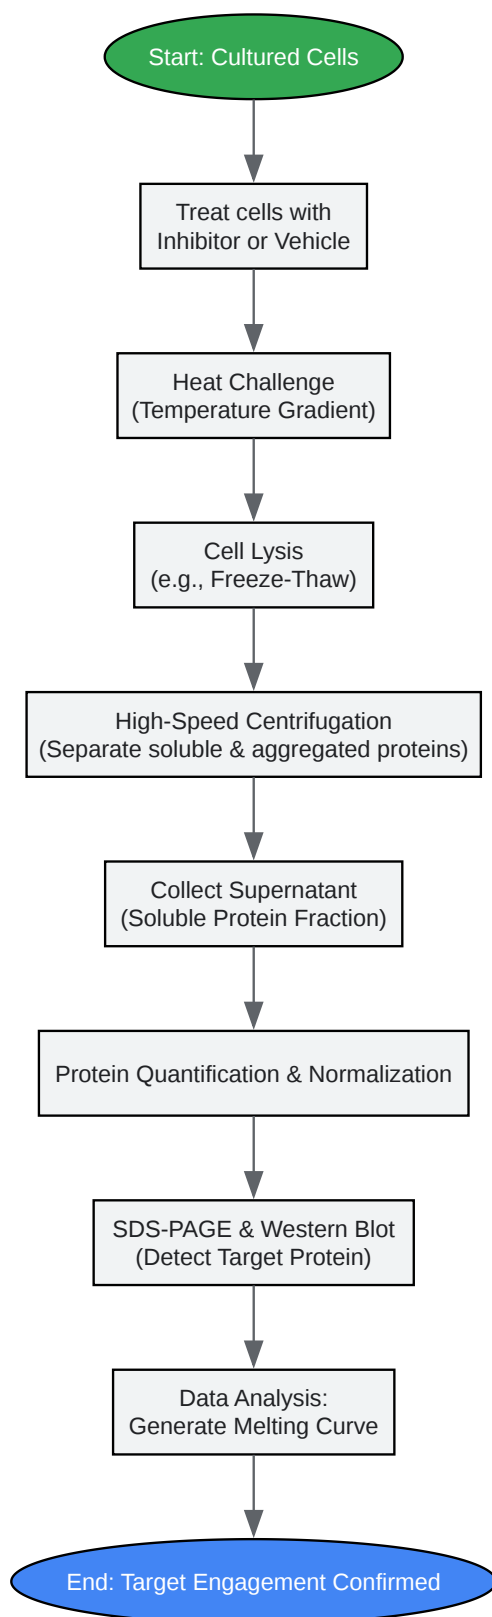 Start: Cultured Cells
Treat cells with
Inhibitor or Vehicle
Heat Challenge
(Temperature Gradient)
Cell Lysis
(e.g., Freeze-Thaw)
High-Speed Centrifugation
(Separate soluble & aggregated proteins)
Collect Supernatant
(Soluble Protein Fraction)
Protein Quantification & Normalization
SDS-PAGE & Western Blot
(Detect Target Protein)
Data Analysis:
Generate Melting Curve
End: Target Engagement Confirmed